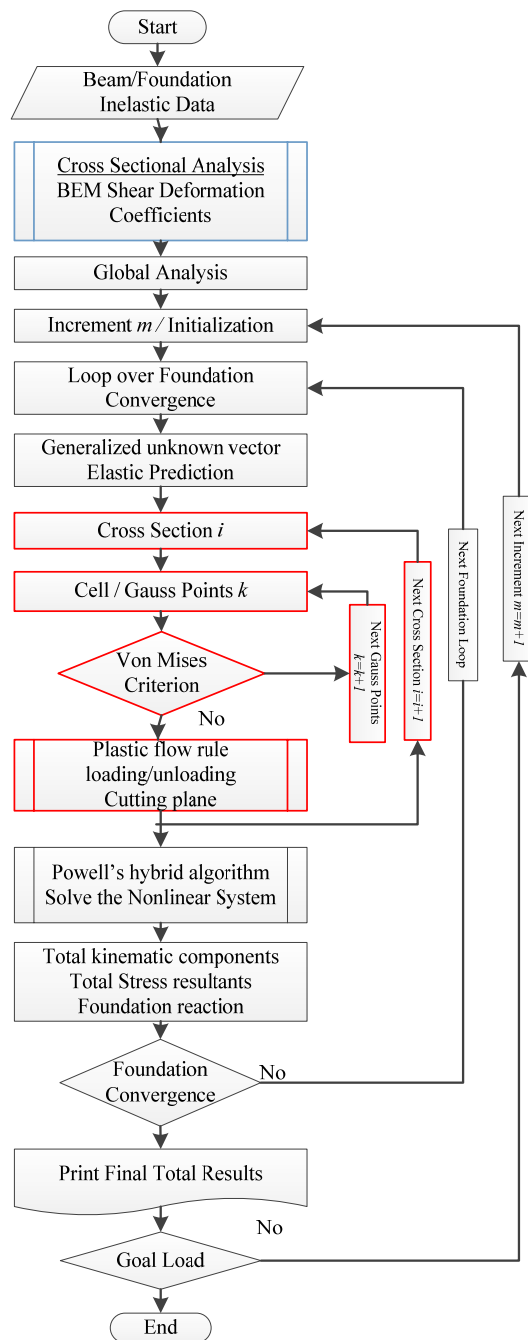 Start
Beam/Foundation
Inelastic Data
Cross Sectional Analysis
BEM Shear Deformation
Coefficients
Global Analysis
Increment m / Initialization
Loop over Foundation
Convergence
Generalized unknown vector
Elastic Prediction
Cross Section i
Cell / Gauss Points k
Von Mises
Criterion
No
Next Gauss Points
k=k+1
Next Cross Section i=i+1
Next Foundation Loop
Next Increment m=m+1
Plastic flow rule
loading/unloading
Cutting plane
Powell's hybrid algorithm
Solve the Nonlinear System
Total kinematic components
Total Stress resultants
Foundation reaction
Foundation
Convergence
No
Print Final Total Results
No
Goal Load
End